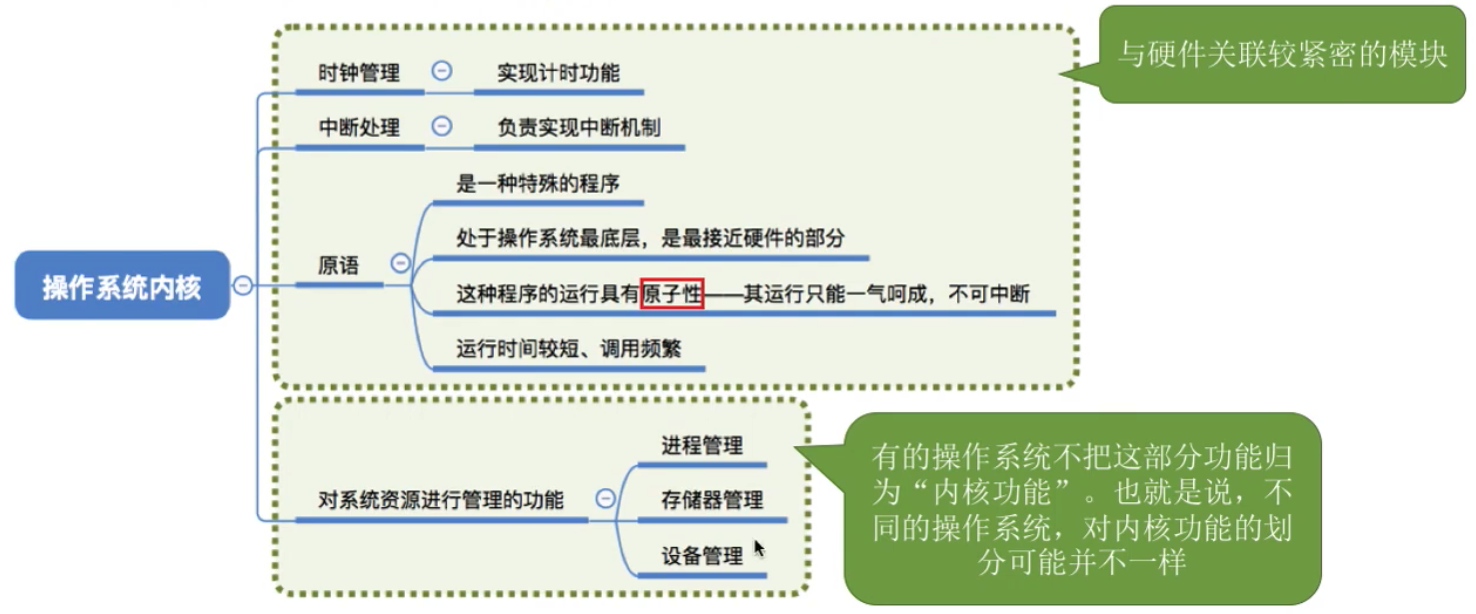 与硬件关联较紧密的模块
时钟管理
实现计时功能
中断处理
负责实现中断机制
是一种特殊的程序
处于操作系统最底层，是最接近硬件的部分
原语
这种程序的运行具有原子性——其运行只能一气呵成，不可中断
运行时间较短、调用频繁
操作系统内核
进程管理
对系统资源进行管理的功能
存储器管理
设备管理
有的操作系统不把这部分功能归
为“内核功能”。也就是说，不
同的操作系统，对内核功能的划
分可能并不一样